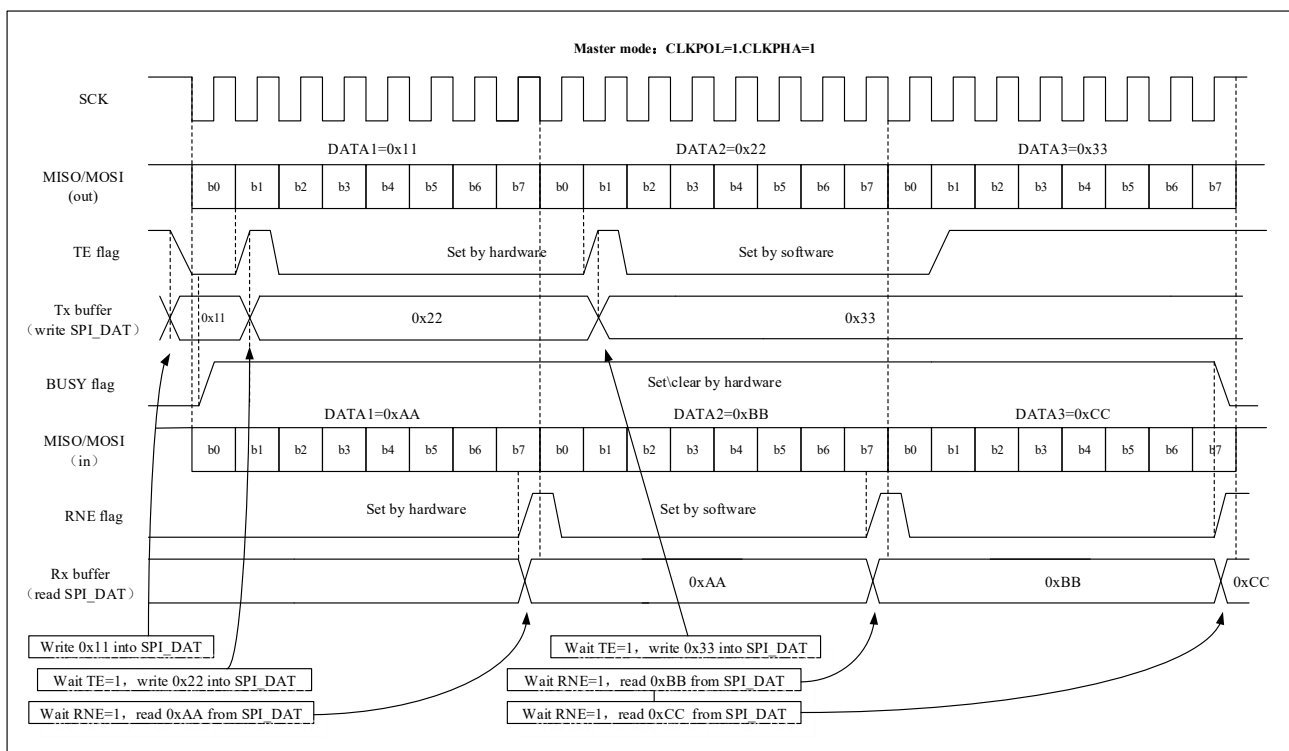 Master mode：CLKPOL=1.CLKPHA=1
SCK
DATA1=0x11 DATA2=0x22 DATA3=0x33
MISO/MOSI
(out)
b0 b1 b2 b3 b4 b5 b6 b7 b0 b1 b2 b3 b4 b5 b6 b7 b0 b1 b2 b3 b4 b5 b6 b7
TE flag
Set by hardware Set by software
Tx buffer
（write SPI_DAT）
0x11 0x22 0x33
BUSY flag
Set\clear by hardware
DATA1=0xAA DATA2=0xBB DATA3=0xCC
MISO/MOSI
（in）
b0 b1 b2 b3 b4 b5 b6 b7 b0 b1 b2 b3 b4 b5 b6 b7 b0 b1 b2 b3 b4 b5 b6 b7
RNE flag
Set by hardware Set by software
Rx buffer
（read SPI_DAT）
0xAA 0xBB 0xCC
Write 0x11 into SPI_DAT
Wait TE=1，write 0x33 into SPI_DAT
Wait TE=1，write 0x22 into SPI_DAT
Wait RNE=1，read 0xBB from SPI_DAT
Wait RNE=1，read 0xAA from SPI_DAT
Wait RNE=1，read 0xCC from SPI_DAT